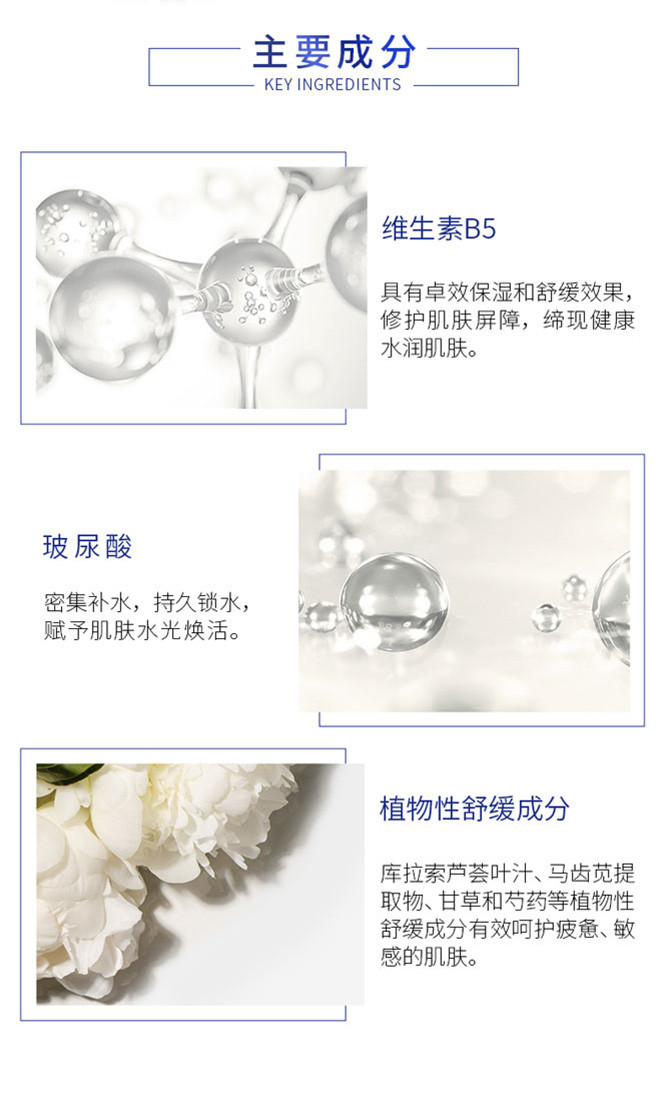 主要成分
KEY INGREDIENTS
维生素B5
具有卓效保湿和舒缓效果，
修护肌肤屏障，缔现健康
水润肌肤。
玻尿酸
密集补水，持久锁水，
赋予肌肤水光焕活。
植物性舒缓成分
库拉索芦荟叶汁、马齿苋提
取物、甘草和芍药等植物性
舒缓成分有效呵护疲惫、敏
感的肌肤。